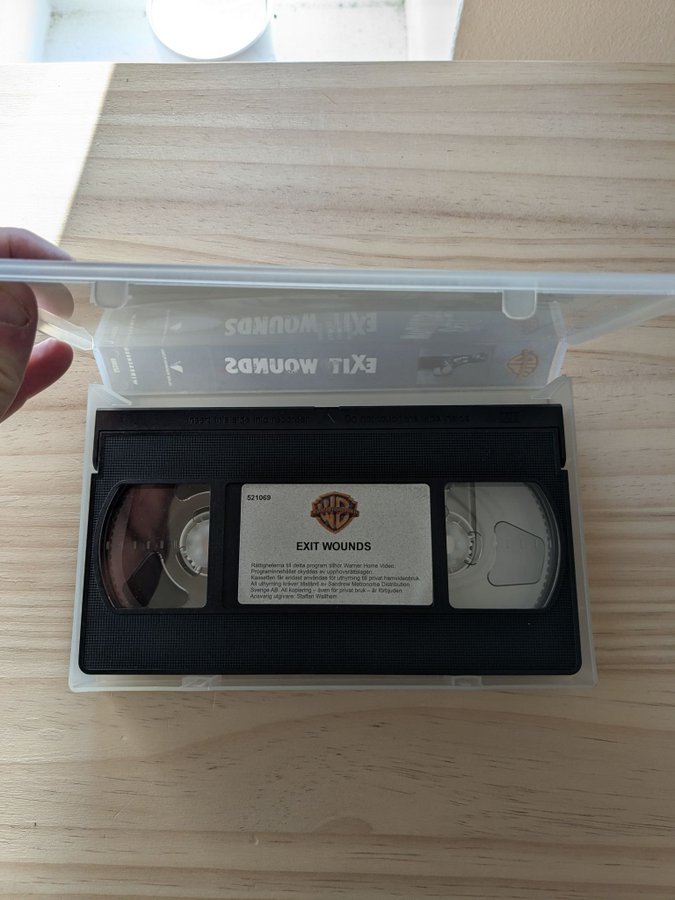 EXIT WOUNDS
EXIT WOUNDS
521069
EXIT WOUNDS
Rättigheterna till detta program tillhör Warner Home Video.
Programinnehållet skyddas av upphovsrättslagen.
Kassetten får endast användas för uthyrning till privat hemvideobruk.
All uthyrning kräver tillstånd av Sandrew Metronome Distribution
Sverige AB. All kopiering – även för privat bruk – är förbjuden.
Ansvarig utgivare: Staffan Wallhem